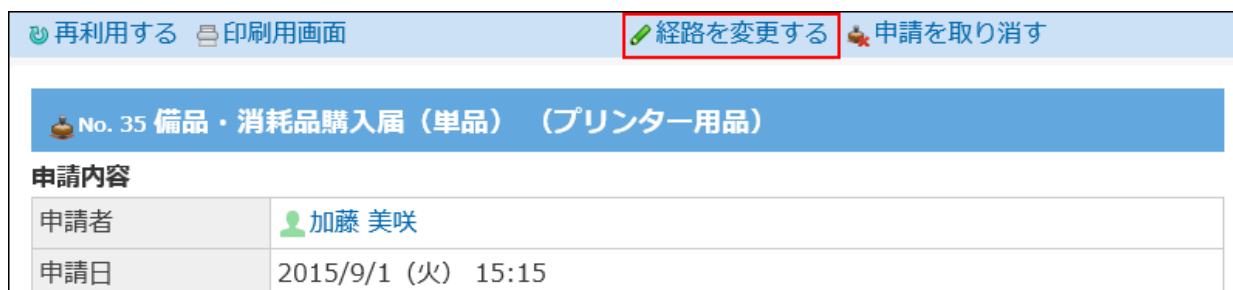 再利用する 印刷用画面 経路を変更する 申請を取り消す
No. 35 備品・消耗品購入届（単品） （プリンター用品）
申請内容
申請者 加藤 美咲
申請日 2015/9/1（火） 15:15